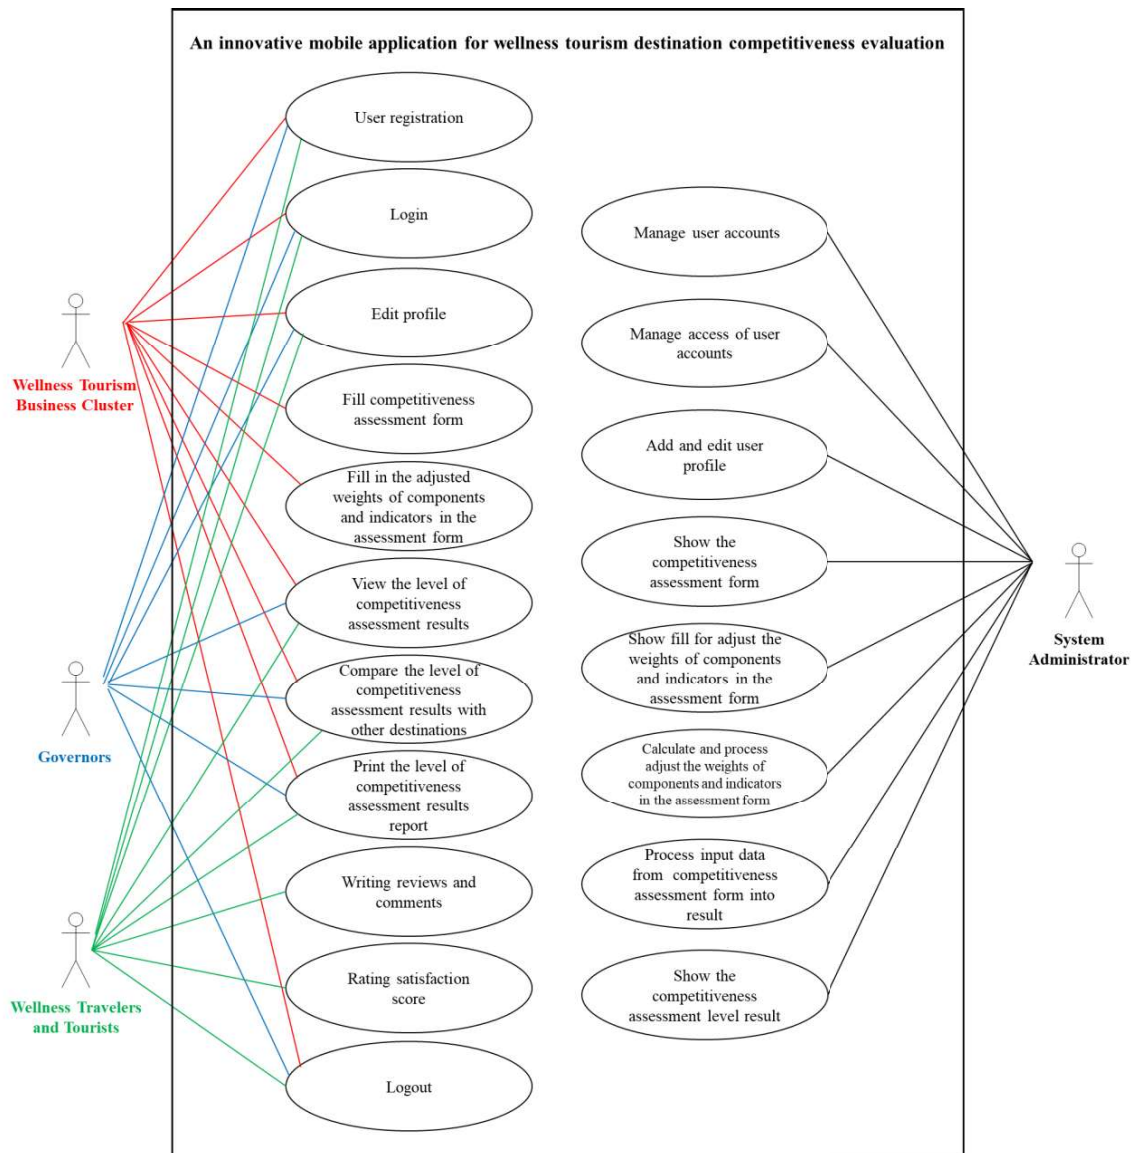 An innovative mobile application for wellness tourism destination competitiveness evaluation
User registration
Login
Edit profile
Fill competitiveness
assessment form
Fill in the adjusted
weights of components
and indicators in the
assessment form
View the level of
competitiveness
assessment results
Compare the level of
competitiveness
assessment results with
other destinations
Print the level of
competitiveness
assessment results
report
Writing reviews and
comments
Rating satisfaction
score
Logout
Manage user accounts
Manage access of user
accounts
Add and edit user
profile
Show the
competitiveness
assessment form
Show fill for adjust the
weights of components
and indicators in the
assessment form
Calculate and process
adjust the weights of
components and indicators
in the assessment form
Process input data
from competitiveness
assessment form into
result
Show the
competitiveness
assessment level result
Wellness Tourism
Business Cluster
Governors
Wellness Travelers
and Tourists
System
Administrator